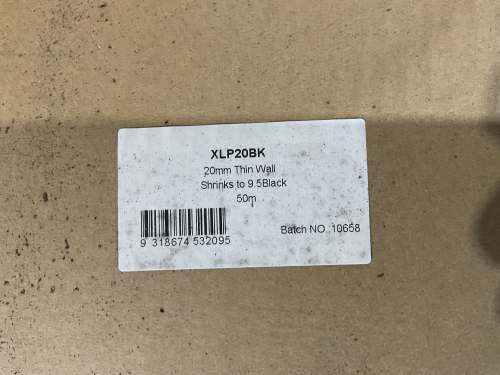 XLP20BK
20mm Thin Wall
Shrinks to 9.5Black
50m
Batch NO. 10658
9 318674 532095